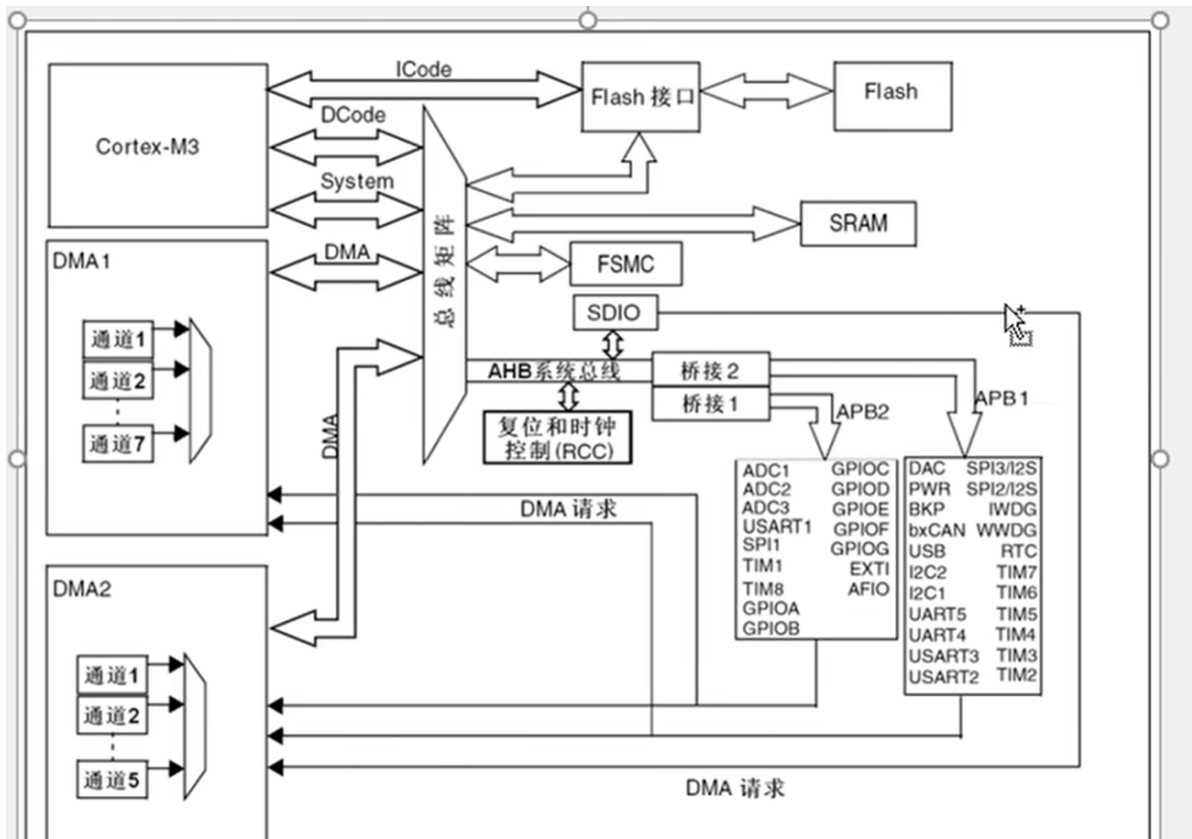 ICode
Flash 接口
Flash
Cortex-M3
DCode
System
SRAM
DMA1
DMA
总线矩阵
FSMC
SDIO
通道1
通道2
通道7
AHB系统总线
桥接2
桥接1
APB2
APB1
复位和时钟
控制(RCC)
DMA
ADC1 GPIOC
ADC2 GPIOD
ADC3 GPIOE
USART1 GPIOF
SPI1 GPIOG
TIM1 EXTI
TIM8 AFIO
GPIOA
GPIOB
DAC SPI3/I2S
PWR SPI2/I2S
BKP IWDG
bxCAN WWDG
USB RTC
I2C2 TIM7
I2C1 TIM6
UART5 TIM5
UART4 TIM4
USART3 TIM3
USART2 TIM2
DMA 请求
DMA2
通道1
通道2
通道5
DMA 请求